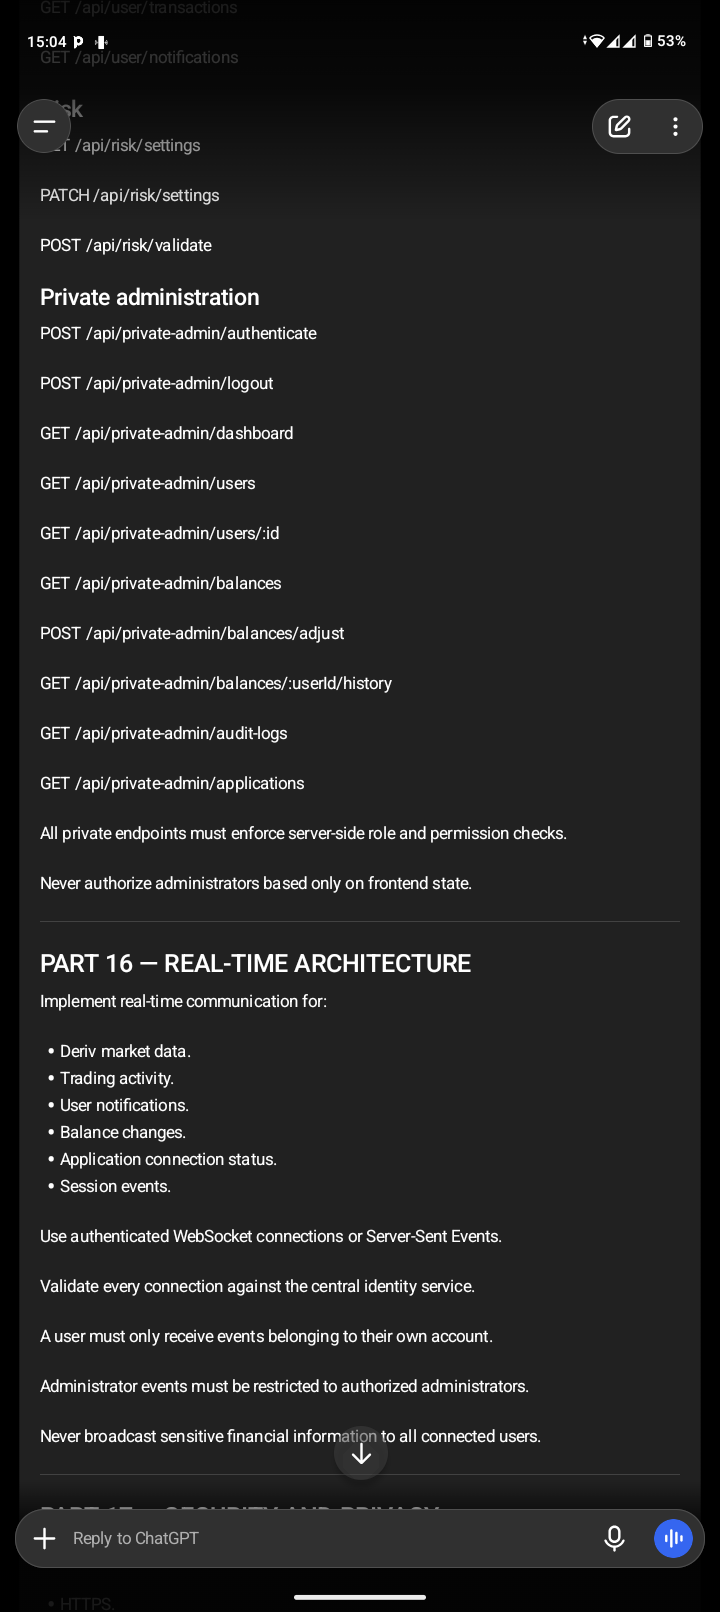 GET /api/user/transactions
15:04
53%
GET /api/user/notifications
/api/risk/settings
PATCH /api/risk/settings
POST /api/risk/validate
Private administration
POST /api/private-admin/authenticate
POST /api/private-admin/logout
GET /api/private-admin/dashboard
GET /api/private-admin/users
GET /api/private-admin/users/:id
GET /api/private-admin/balances
POST /api/private-admin/balances/adjust
GET /api/private-admin/balances/:userId/history
GET /api/private-admin/audit-logs
GET /api/private-admin/applications
All private endpoints must enforce server-side role and permission checks.
Never authorize administrators based only on frontend state.
PART 16 — REAL-TIME ARCHITECTURE
Implement real-time communication for:
• Deriv market data.
• Trading activity.
• User notifications.
• Balance changes.
• Application connection status.
• Session events.
Use authenticated WebSocket connections or Server-Sent Events.
Validate every connection against the central identity service.
A user must only receive events belonging to their own account.
Administrator events must be restricted to authorized administrators.
Never broadcast sensitive financial information to all connected users.
PART 17 — SECURITY AND PRIVACY
Reply to ChatGPT
• HTTPS.